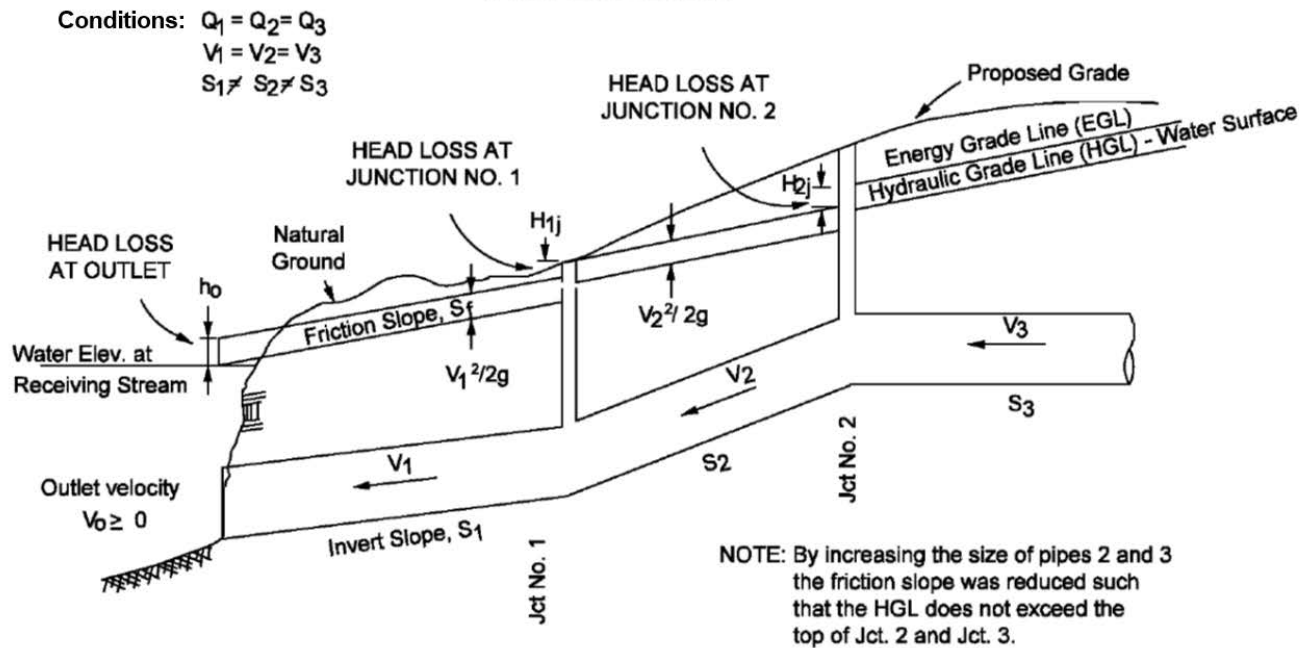 Conditions: Q1 = Q2= Q3
V1 = V2= V3
S1≠ S2≠ S3
Proposed Grade
HEAD LOSS AT
JUNCTION NO. 2
Energy Grade Line (EGL)
Hydraulic Grade Line (HGL) - Water Surface
HEAD LOSS AT
JUNCTION NO. 1
H2j
H1j
Natural
Ground
HEAD LOSS
AT OUTLET
ho
Friction Slope, Sf
V2²/ 2g
V1²/2g
Water Elev. at
Receiving Stream
V3
V2
S3
S2
V1
Jct No. 2
Outlet velocity
Vo ≥ 0
Invert Slope, S1
Jct No. 1
NOTE: By increasing the size of pipes 2 and 3
the friction slope was reduced such
that the HGL does not exceed the
top of Jct. 2 and Jct. 3.